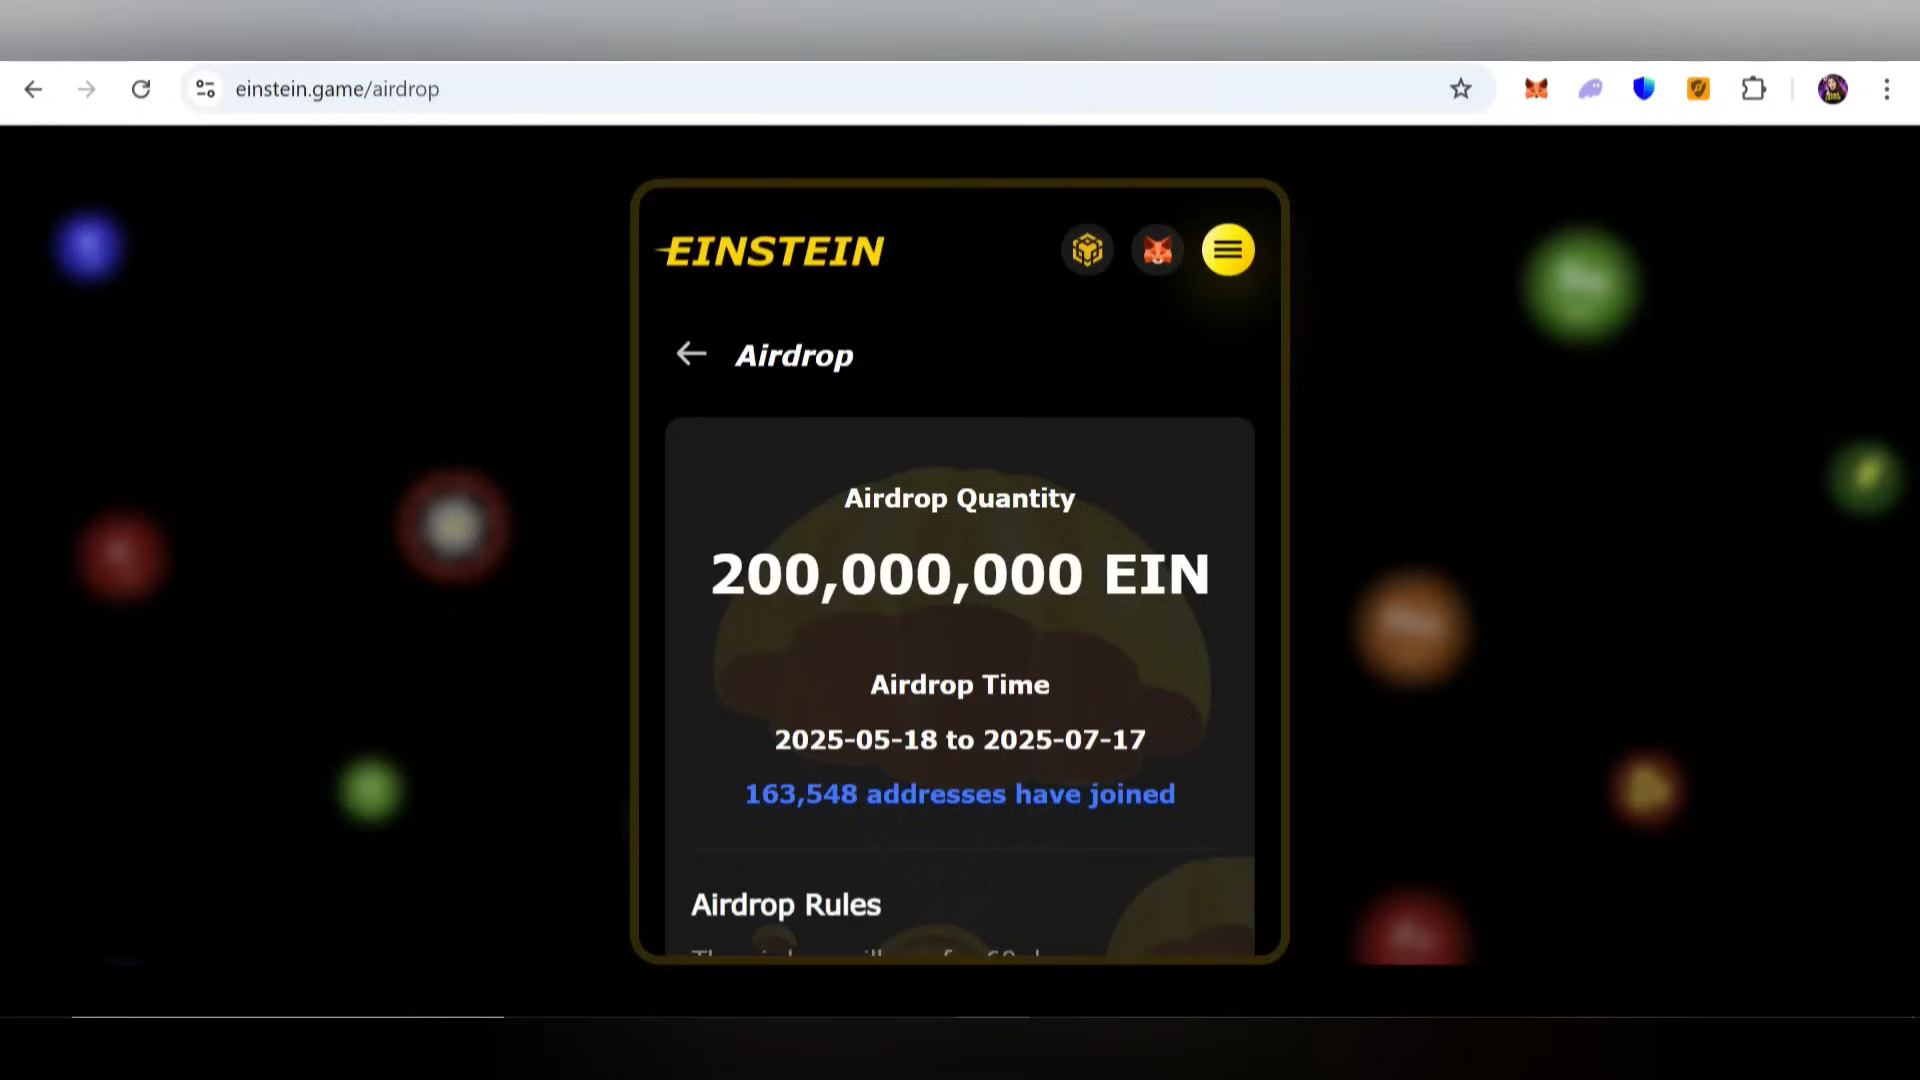 einstein.game/airdrop
EINSTEIN
Airdrop
Airdrop Quantity
200,000,000 EIN
Airdrop Time
2025-05-18 to 2025-07-17
163,548 addresses have joined
Airdrop Rules